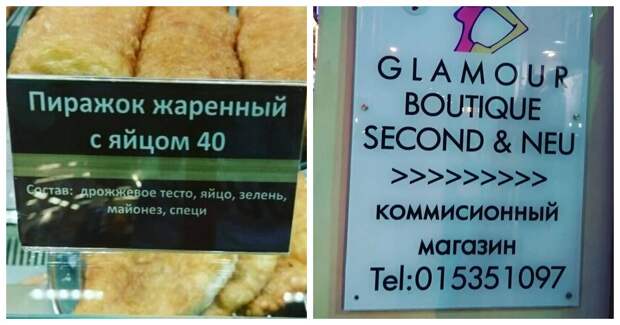 Пиражок жаренный
с яйцом 40
Состав: дрожжевое тесто, яйцо, зелень,
майонез, специ
GLAMOUR
BOUTIQUE
SECOND & NEU
>>>>>>>>>
коммисионный
магазин
Tel:015351097